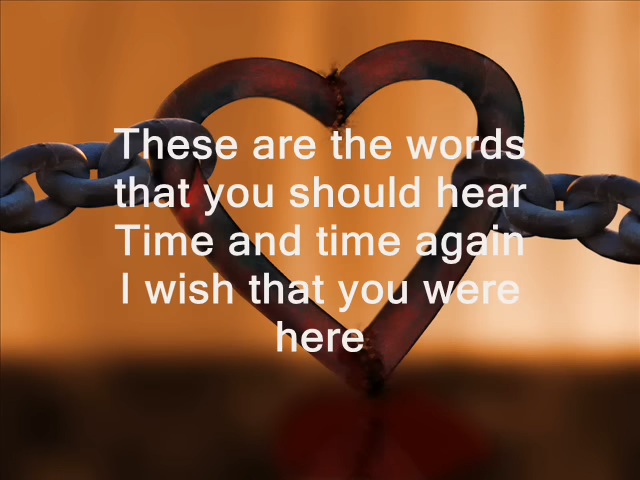 These are the words
that you should hear
Time and time again
I wish that you were
here